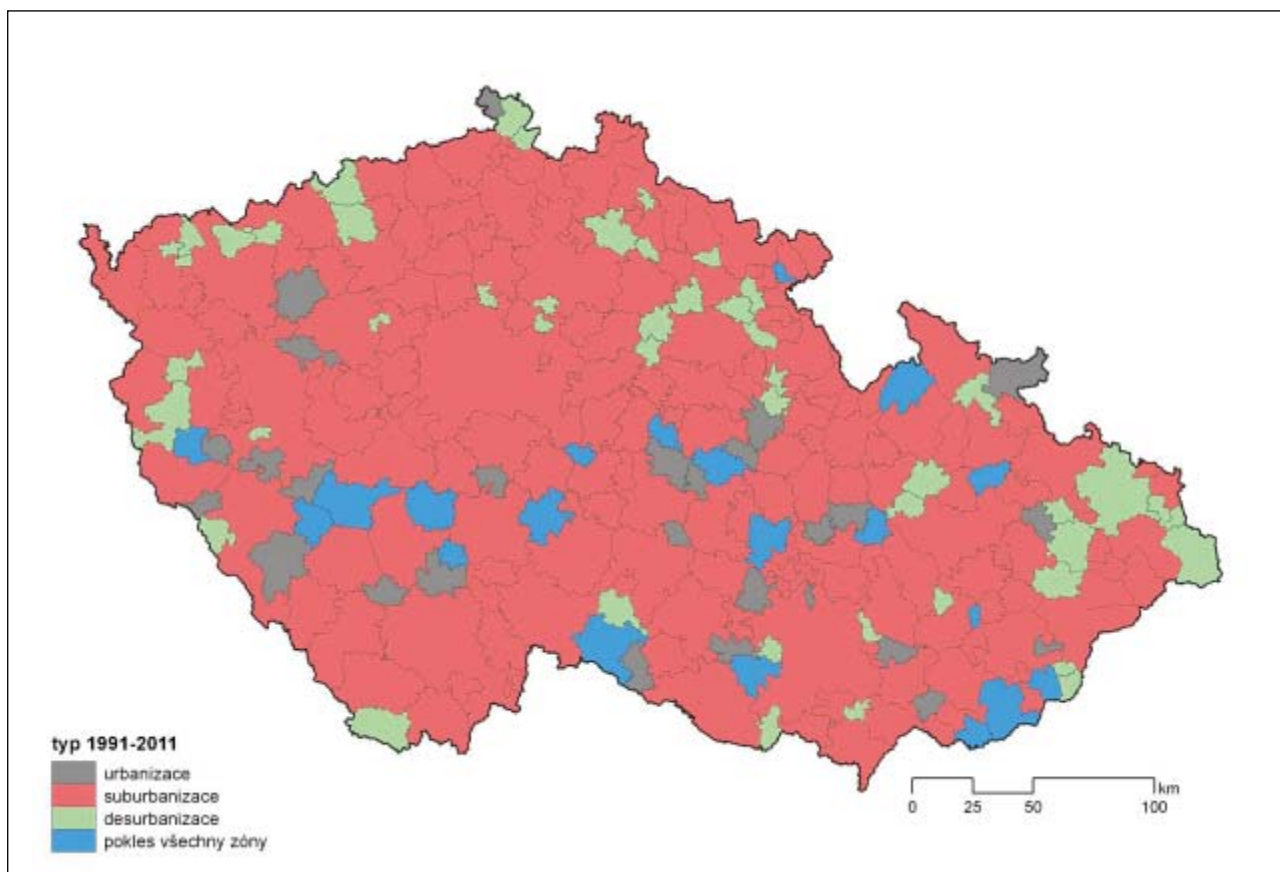 typ 1991-2011
urbanizace
suburbanizace
desurbanizace
pokles všechny zóny
km
0 25 50 100